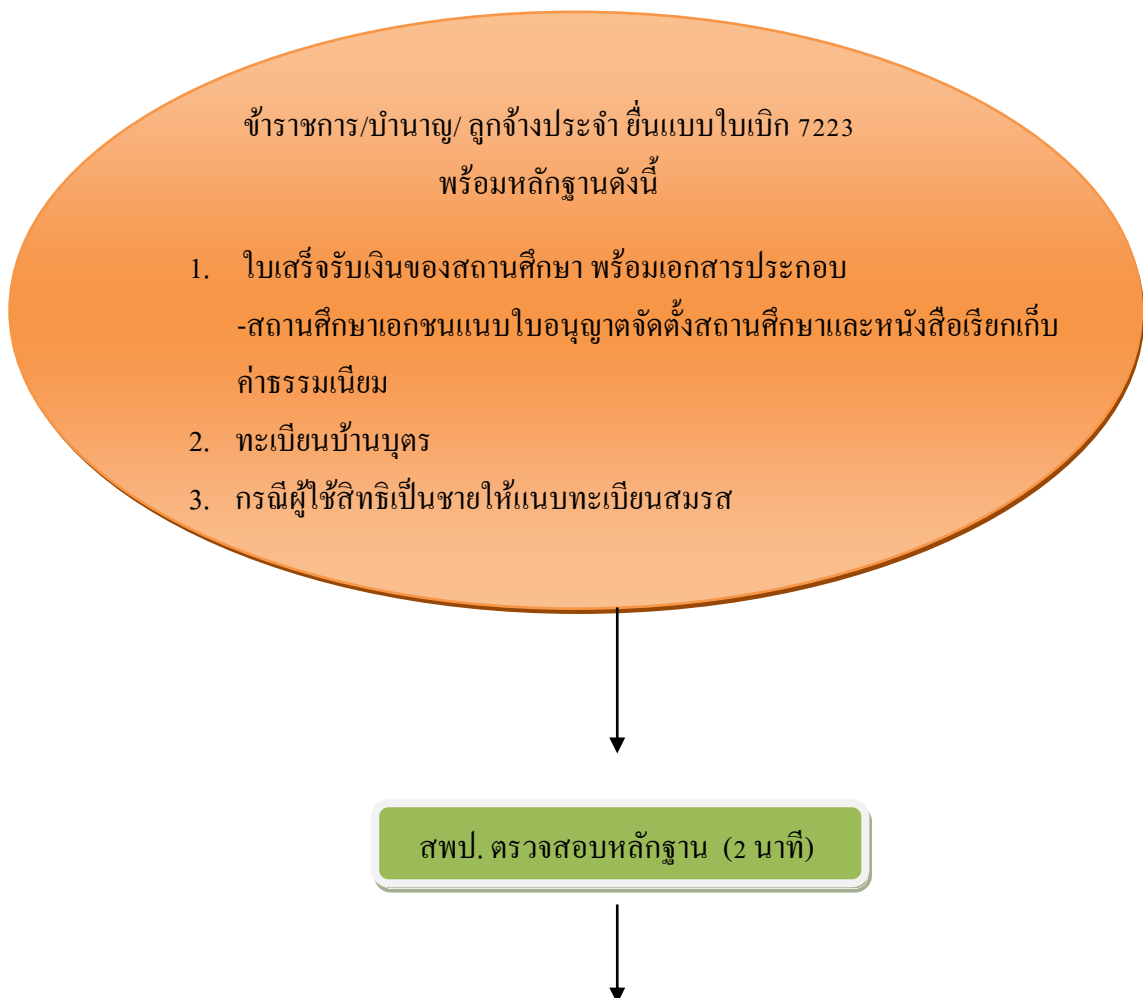 ข้าราชการ/บำนาญ/ ลูกจ้างประจำ ยื่นแบบใบเบิก 7223
พร้อมหลักฐานดังนี้
1. ใบเสร็จรับเงินของสถานศึกษา พร้อมเอกสารประกอบ
-สถานศึกษาเอกชนแนบใบอนุญาตจัดตั้งสถานศึกษาและหนังสือเรียกเก็บ
ค่าธรรมเนียม
2. ทะเบียนบ้านบุตร
3. กรณีผู้ใช้สิทธิเป็นชายให้แนบทะเบียนสมรส
สพป. ตรวจสอบหลักฐาน (2 นาที)